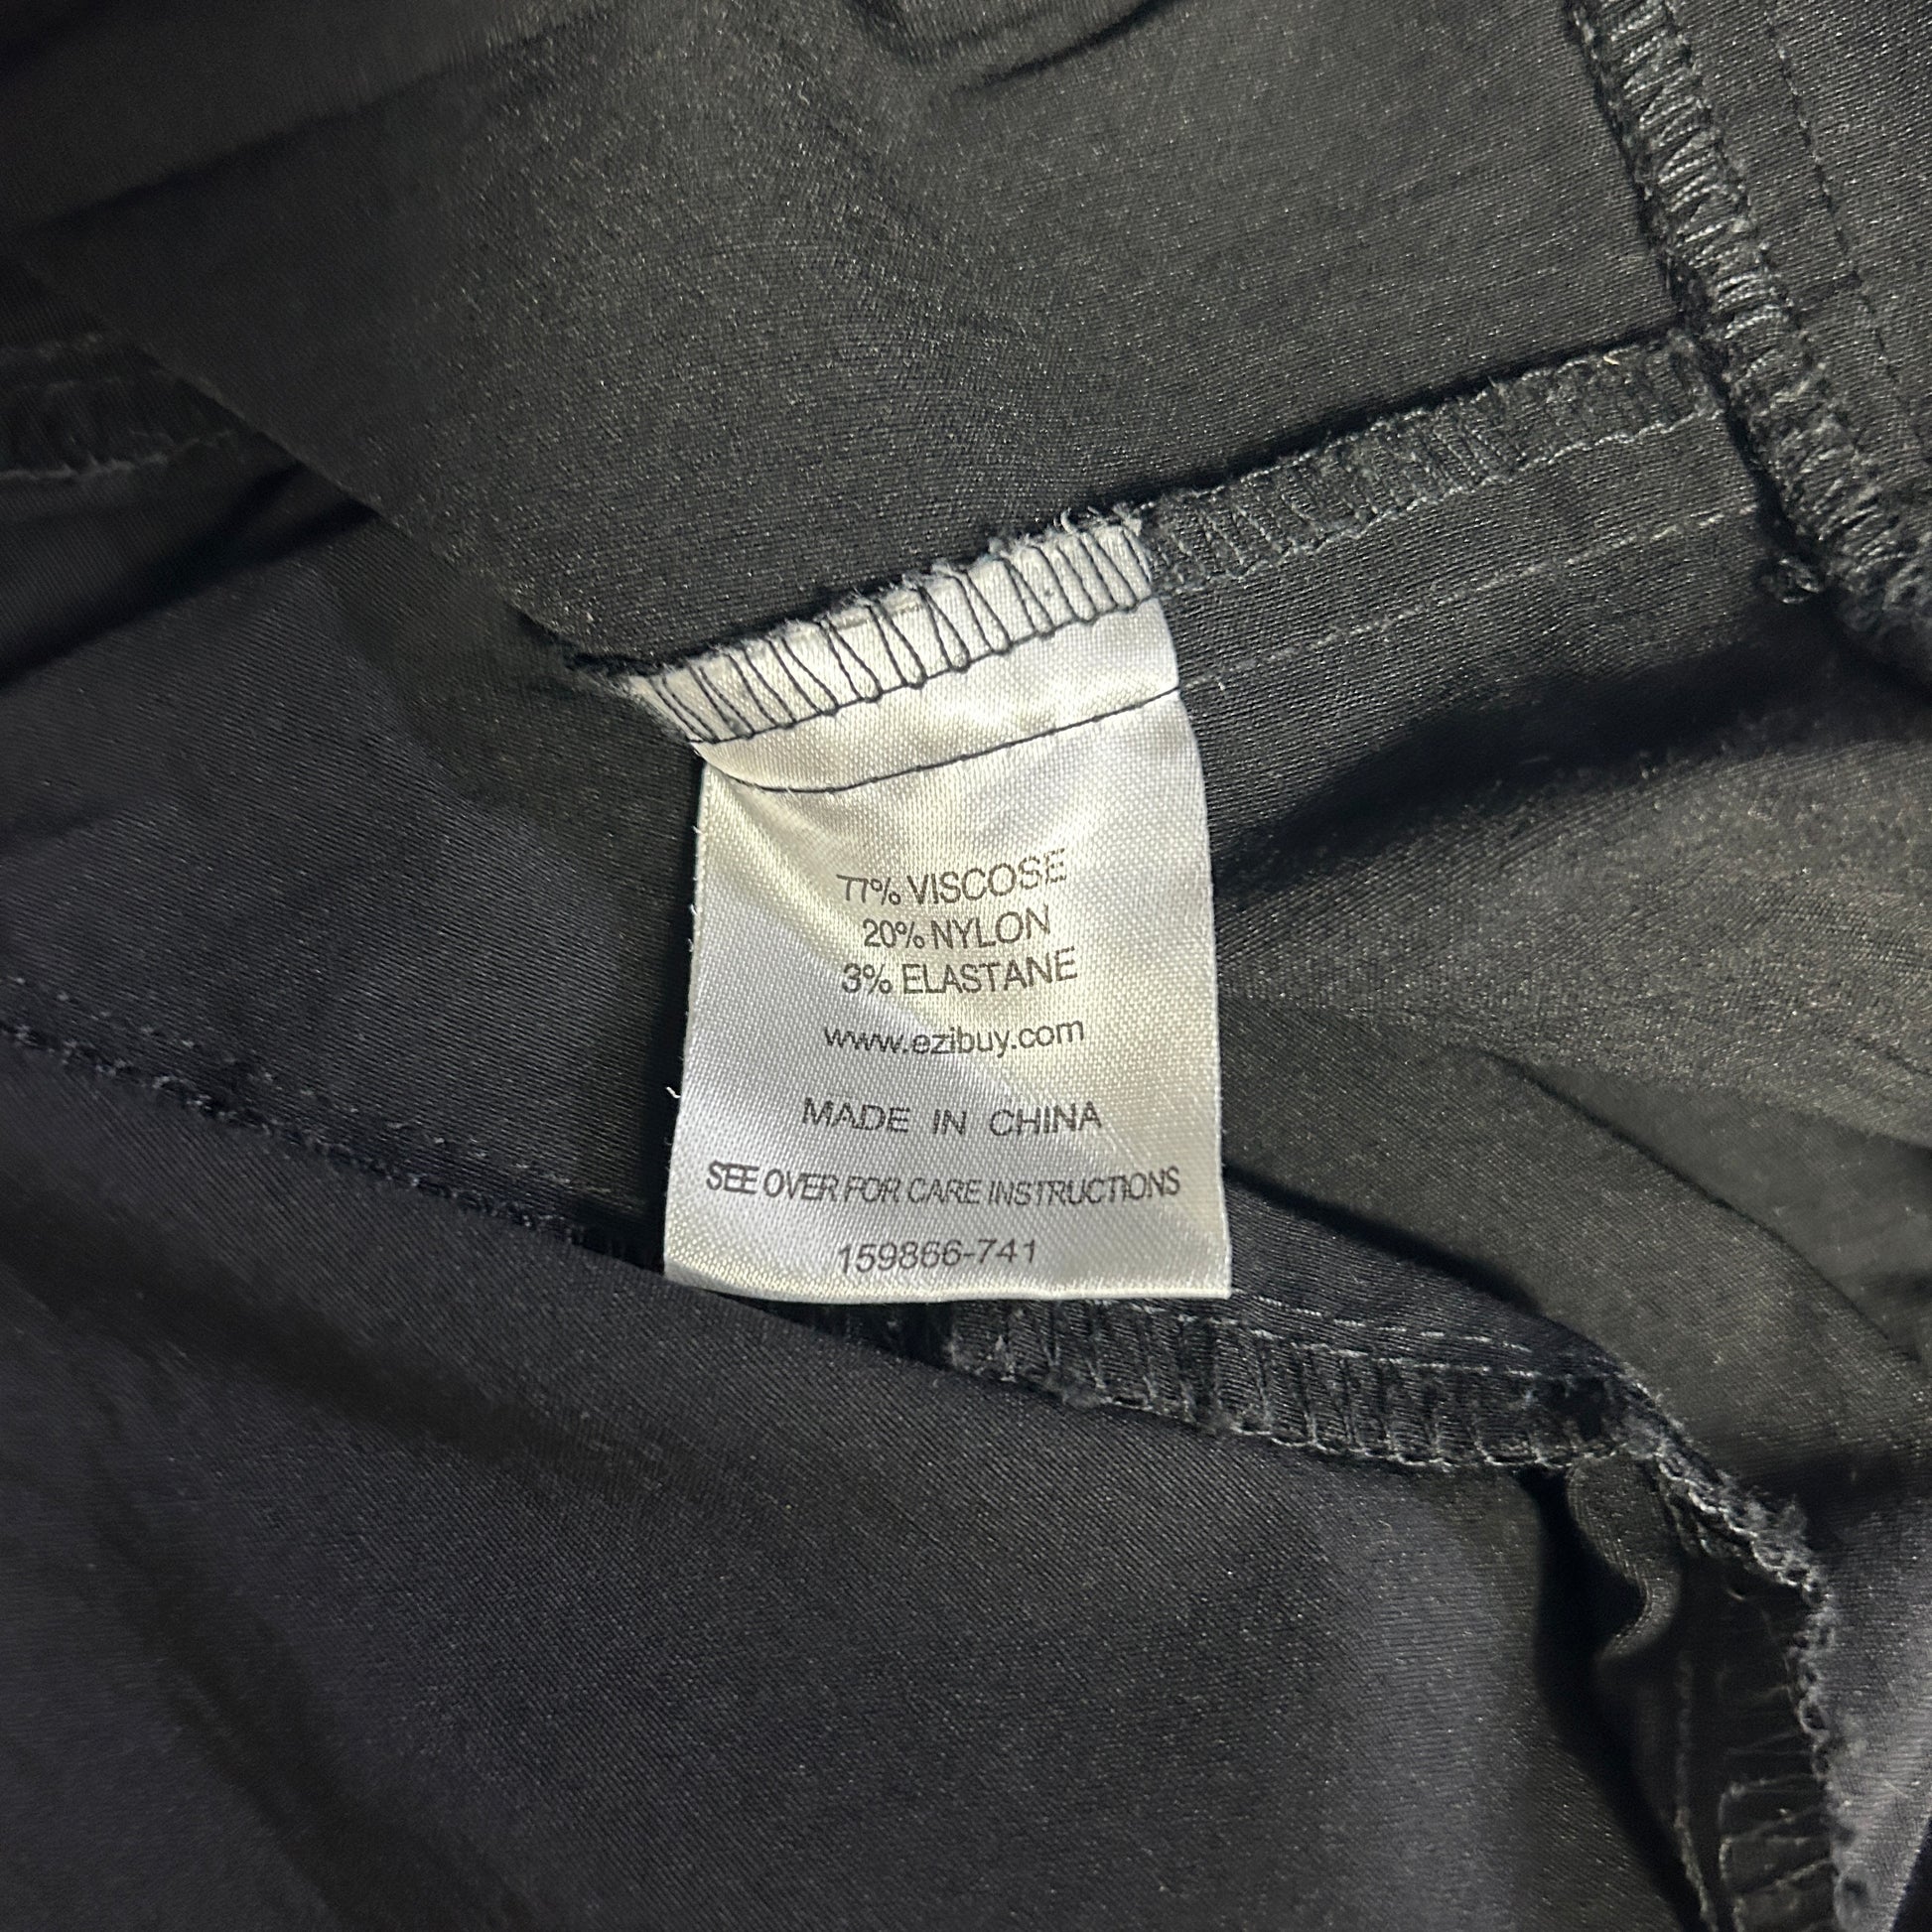 77% VISCOSE
20% NYLON
3% ELASTANE
www.ezibuy.com
MADE IN CHINA
SEE OVER FOR CARE INSTRUCTIONS
159866-741